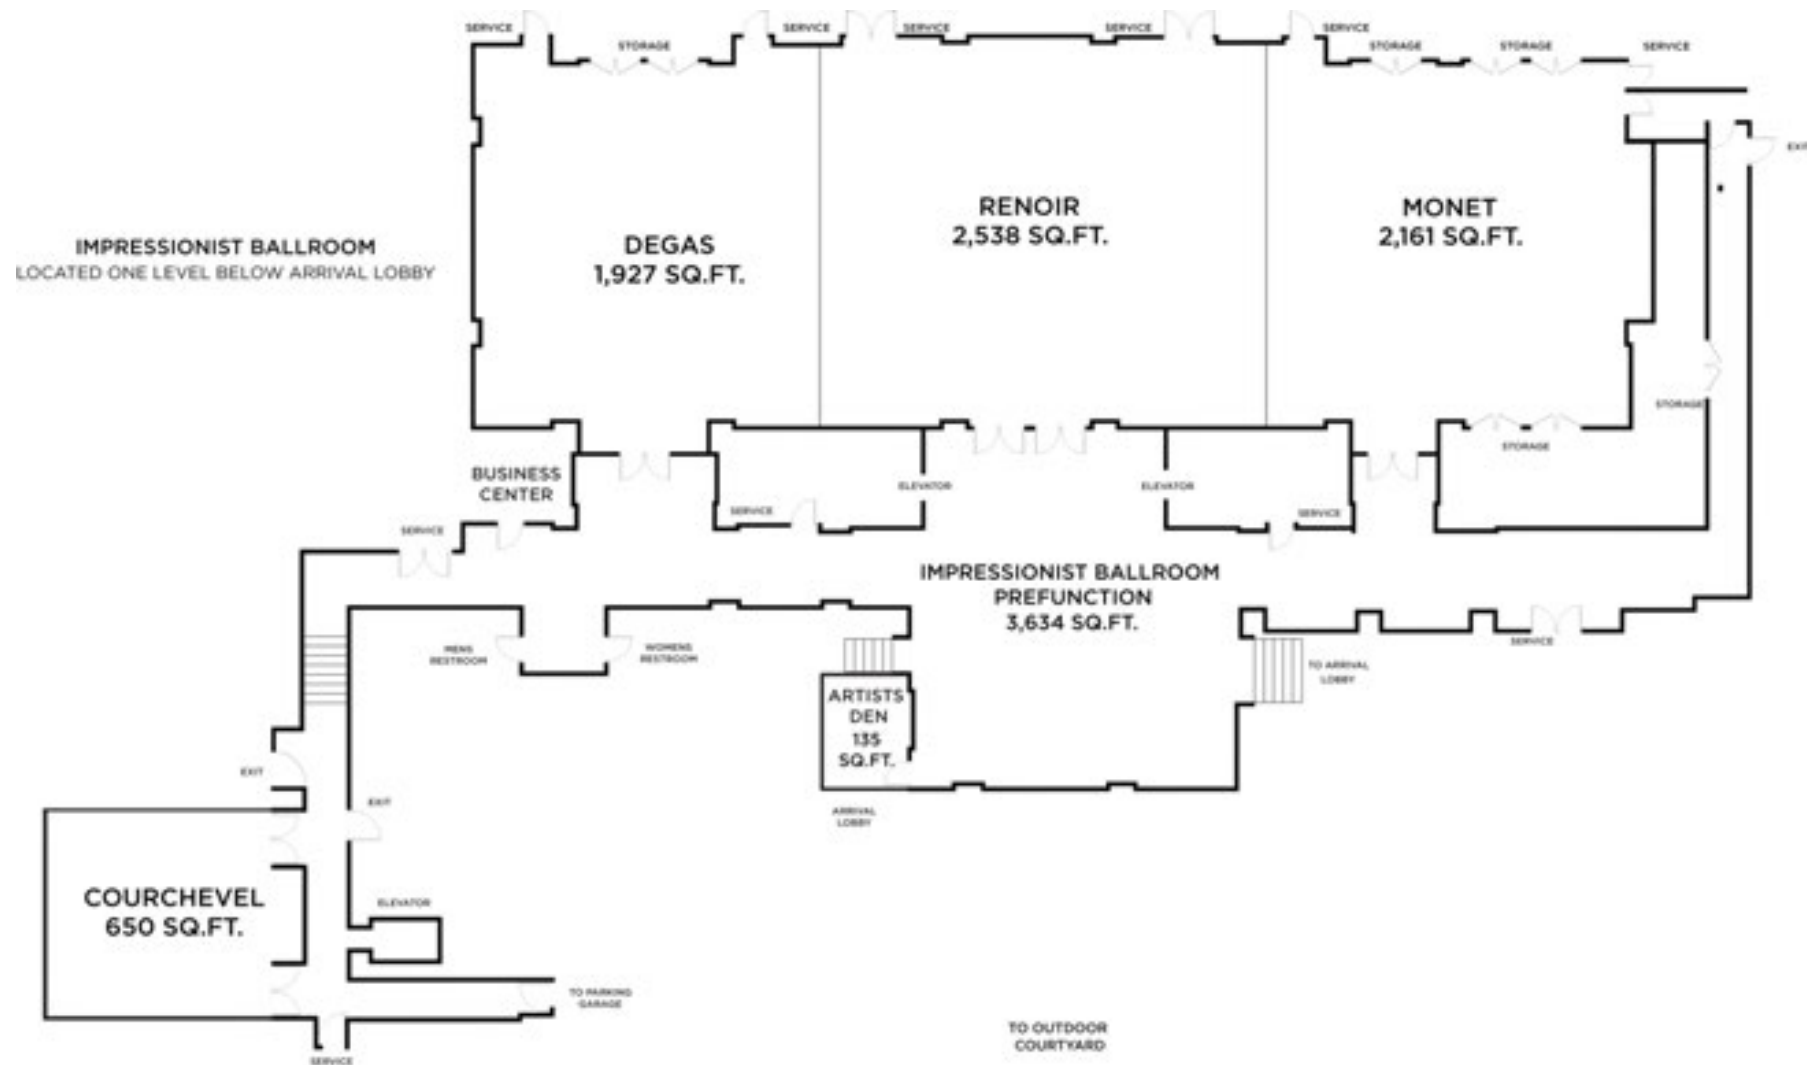 SERVICE
SERVICE
SERVICE
SERVICE
SERVICE
STORAGE
STORAGE
STORAGE
SERVICE
EXIT
IMPRESSIONIST BALLROOM
LOCATED ONE LEVEL BELOW ARRIVAL LOBBY
DEGAS
1,927 SQ.FT.
RENOIR
2,538 SQ.FT.
MONET
2,161 SQ.FT.
STORAGE
STORAGE
BUSINESS
CENTER
ELEVATOR
ELEVATOR
SERVICE
SERVICE
SERVICE
IMPRESSIONIST BALLROOM
PREFUNCTION
3,634 SQ.FT.
MENS
RESTROOM
WOMENS
RESTROOM
SERVICE
TO ARRIVAL
LOBBY
ARTISTS
DEN
135
SQ.FT.
ARRIVAL
LOBBY
EXIT
EXIT
COURCHEVEL
650 SQ.FT.
ELEVATOR
TO PARKING
GARAGE
SERVICE
TO OUTDOOR
COURTYARD